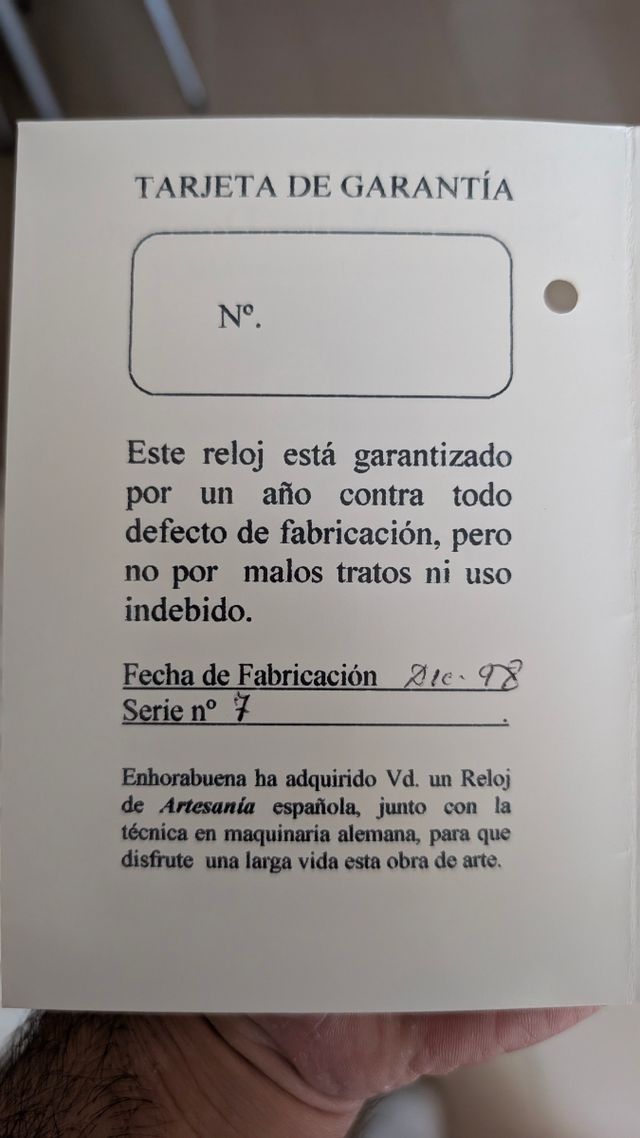 TARJETA DE GARANTÍA
Nº.
Este reloj está garantizado
por un año contra todo
defecto de fabricación, pero
no por malos tratos ni uso
indebido.
Fecha de Fabricación Dic. 98
Serie nº 7 .
Enhorabuena ha adquirido Vd. un Reloj
de Artesanía española, junto con la
técnica en maquinaria alemana, para que
disfrute una larga vida esta obra de arte.